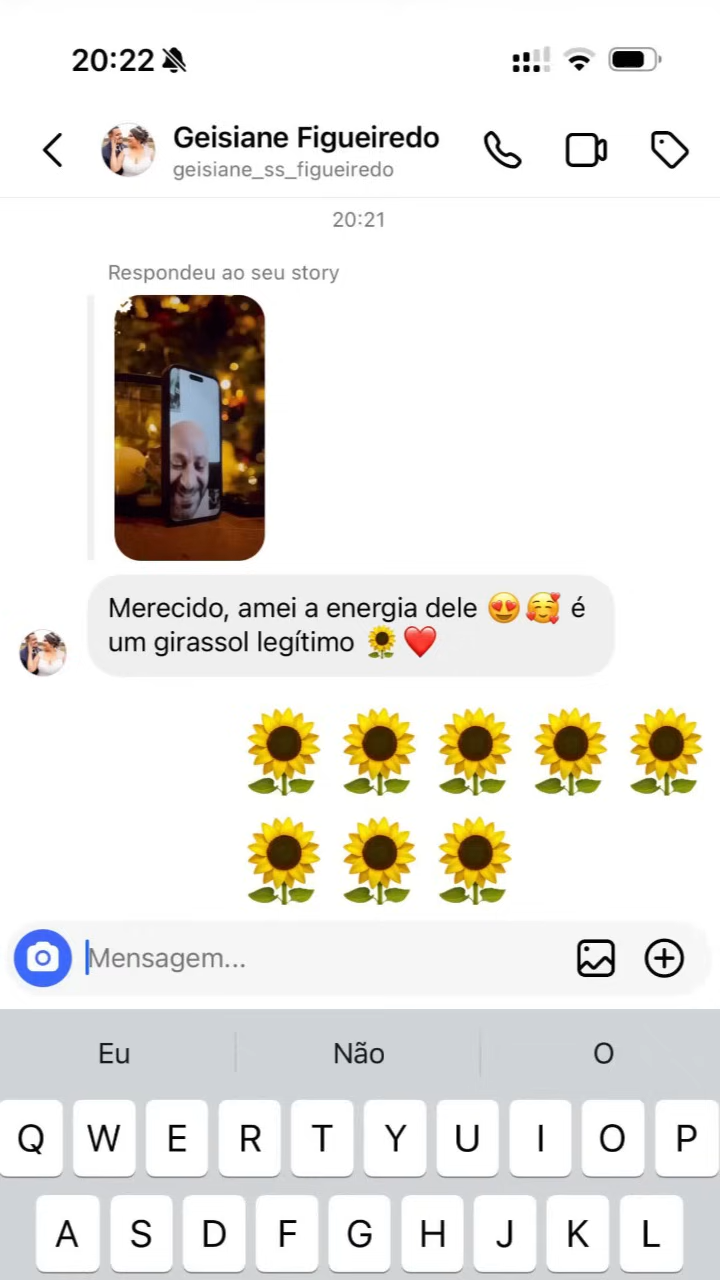 20:22
Geisiane Figueiredo
geisiane_ss_figueiredo
20:21
Respondeu ao seu story
Merecido, amei a energia dele 😍🥰 é
um girassol legítimo 🌻❤️
🌻🌻🌻🌻🌻
🌻🌻🌻
Mensagem...
Eu Não O
Q W E R T Y U I O P
A S D F G H J K L